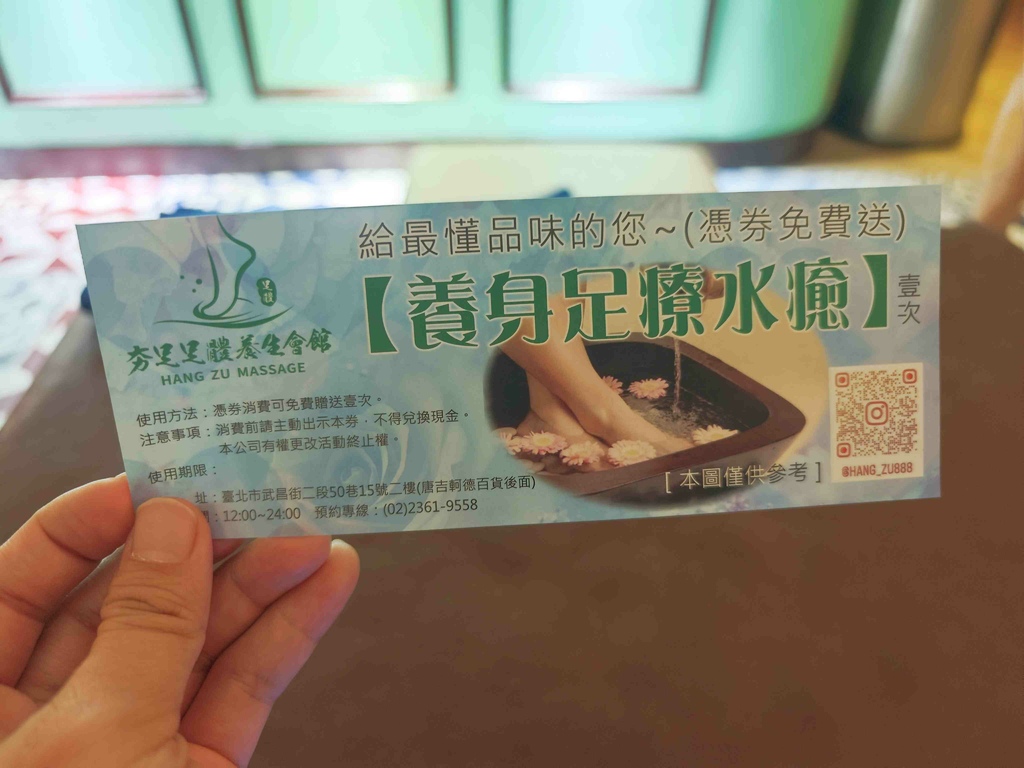 給最懂品味的您~(憑券免費送)
【養身足療水癒】
壹次
足體
夯足足體養生會館
HANG ZU MASSAGE
使用方法：憑券消費可免費贈送壹次。
注意事項：消費前請主動出示本券，不得兌換現金。
本公司有權更改活動終止權。
使用期限：
址：臺北市武昌街二段50巷15號二樓(唐吉軻德百貨後面)
：12:00~24:00 預約專線：(02)2361-9558
[ 本圖僅供參考 ]
@HANG_ZU888